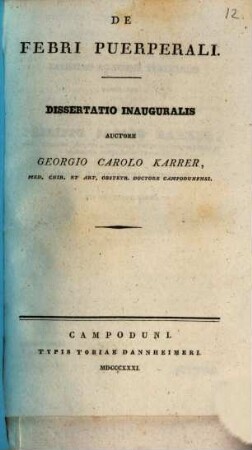 12.
DE
FEBRI PUERPERALI.
DISSERTATIO INAUGURALIS
AUCTORE
GEORGIO CAROLO KARRER,
MED. CHIR. ET ART. OBSTETR. DOCTORE CAMPODUNENSI.
CAMPODUNI.
TYPIS TOBIAE DANNHEIMERI.
MDCCCXXXI.